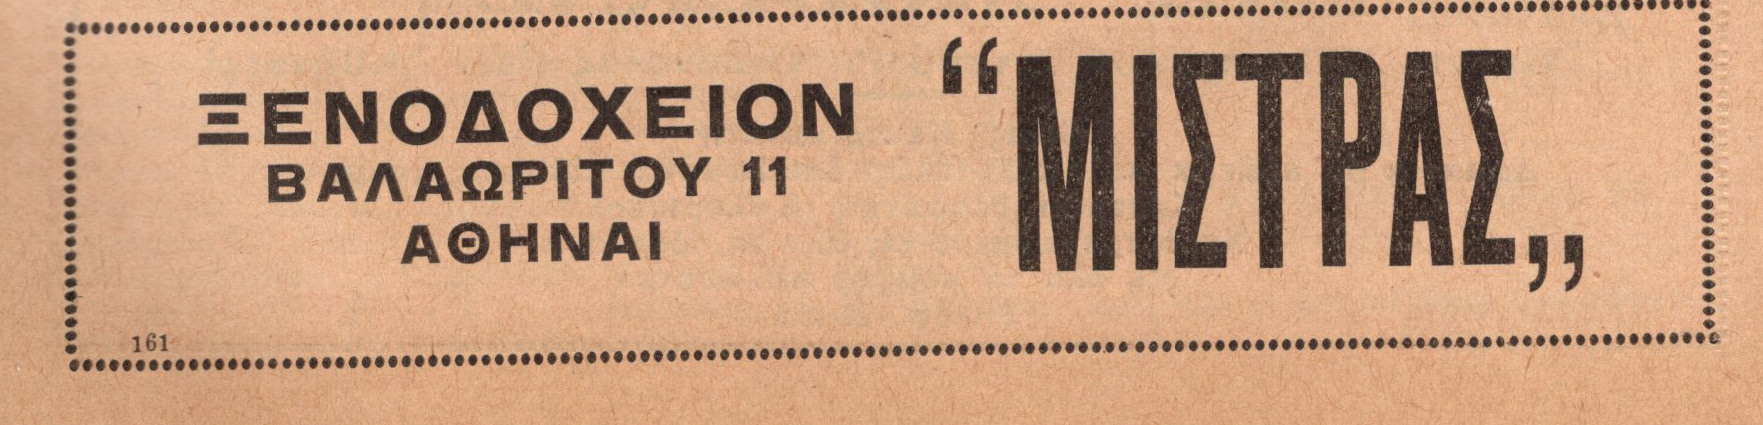 ΞΕΝΟΔΟΧΕΙΟΝ
ΒΑΛΑΩΡΙΤΟΥ 11
ΑΘΗΝΑΙ
“ΜΙΣΤΡΑΣ„
161